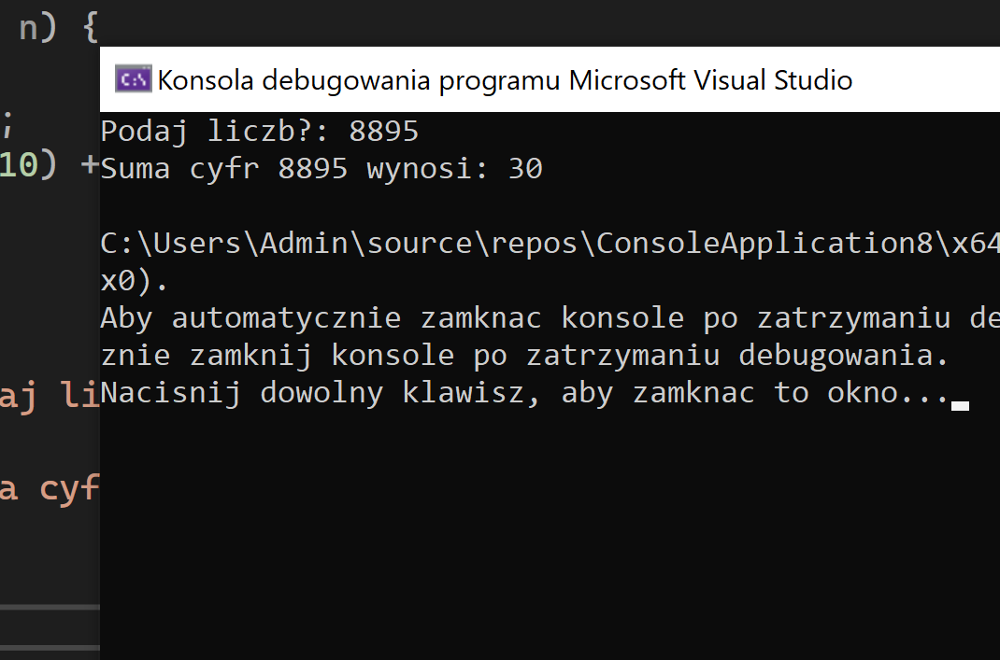 n) {
;
10) +
aj li
a cyf
C:\
Konsola debugowania programu Microsoft Visual Studio
Podaj liczb?: 8895
Suma cyfr 8895 wynosi: 30
C:\Users\Admin\source\repos\ConsoleApplication8\x64
x0).
Aby automatycznie zamknac konsole po zatrzymaniu de
znie zamknij konsole po zatrzymaniu debugowania.
Nacisnij dowolny klawisz, aby zamknac to okno...